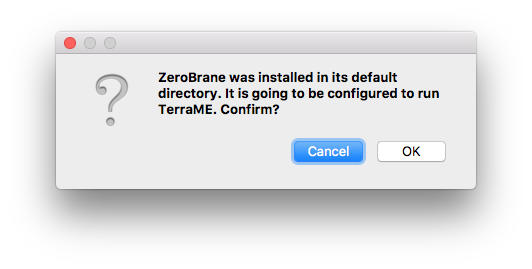 ZeroBrane was installed in its default
directory. It is going to be configured to run
TerraME. Confirm?
Cancel
OK